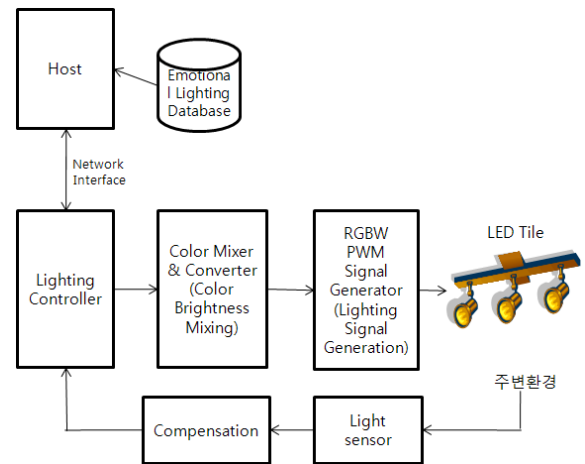 Host
Emotiona
l Lighting
Database
Network
Interface
Lighting
Controller
Color Mixer
& Converter
(Color
Brightness
Mixing)
RGBW
PWM
Signal
Generator
(Lighting
Signal
Generation)
LED Tile
주변환경
Light
sensor
Compensation